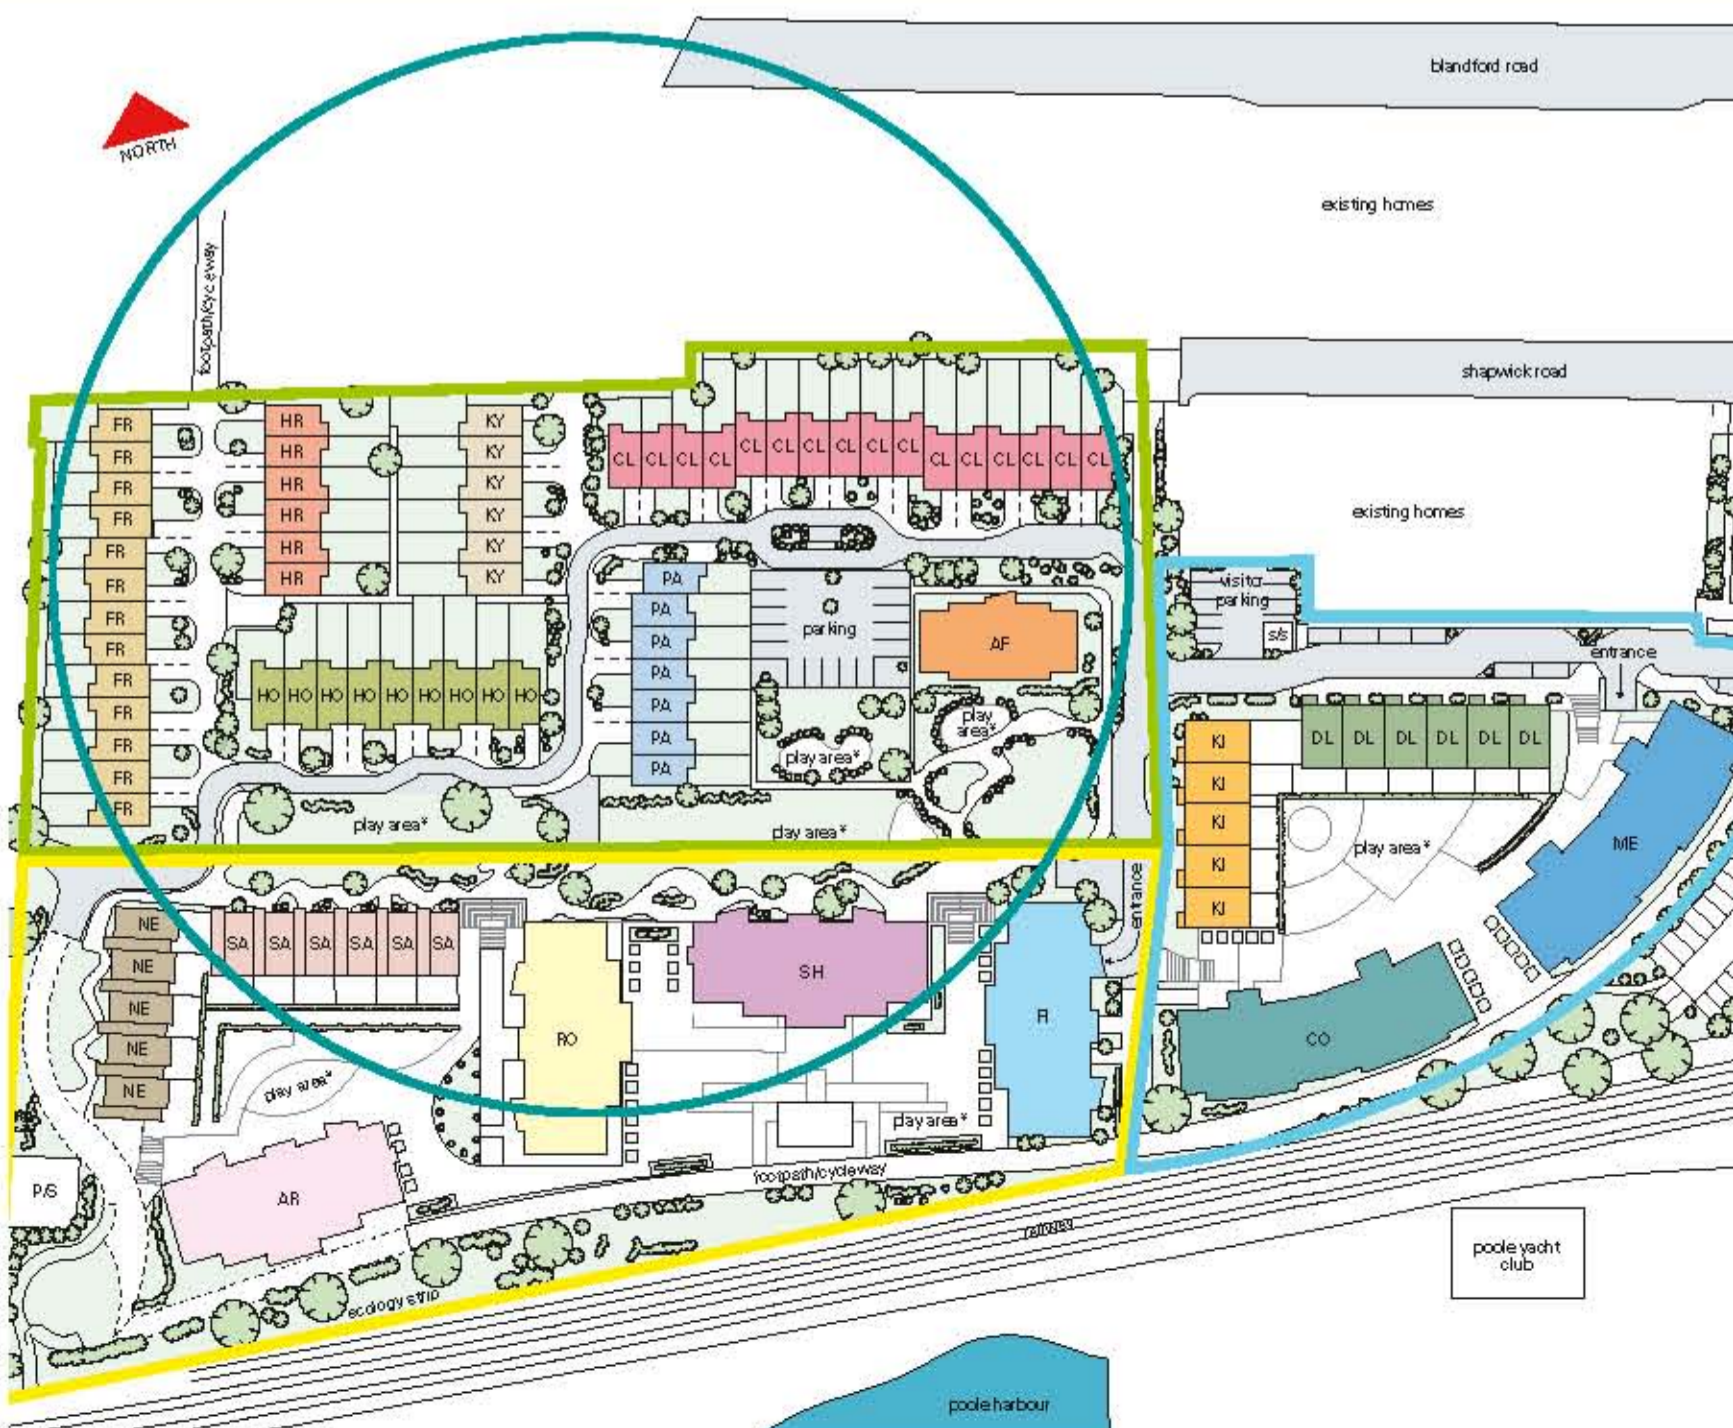 blandford road
NORTH
existing homes
footpath/cycleway
shapwick road
FR
HR
KY
FR
HR
KY
CL CL CL CL CL CL CL CL CL CL CL CL CL CL CL CL
FR
HR
KY
FR
HR
KY
existing homes
FR
HR
KY
FR
HR
KY
PA
visitor
parking
FR
PA
parking
s/s
FR
PA
AF
entrance
FR
PA
HO HO HO HO HO HO HO HO HO
FR
PA
play
area*
FR
PA
KJ
DL DL DL DL DL DL
FR
PA
play area*
KJ
FR
play area*
play area*
KJ
play area*
ME
KJ
entrance
KJ
NE
SA SA SA SA SA SA
NE
SH
NE
RO
FI
CO
NE
NE
play area*
play area*
footpath/cycleway
P/S
AR
railway
poole yacht
club
ecology strip
poole harbour